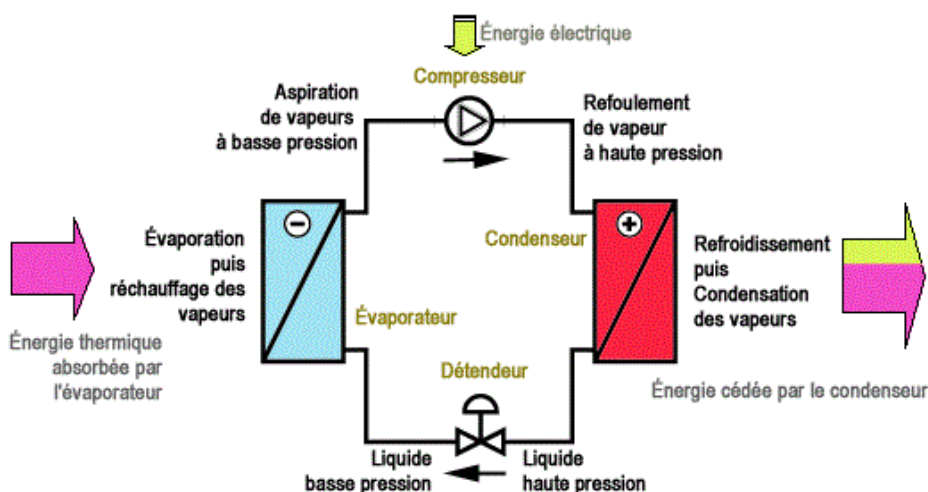 Énergie électrique
Compresseur
Aspiration
de vapeurs
à basse pression
Refoulement
de vapeur
à haute pression
Évaporation
puis
réchauffage des
vapeurs
Condenseur
Refroidissement
puis
Condensation
des vapeurs
Évaporateur
Énergie thermique
absorbée par
l'évaporateur
Détendeur
Énergie cédée par le condenseur
Liquide
basse pression
Liquide
haute pression